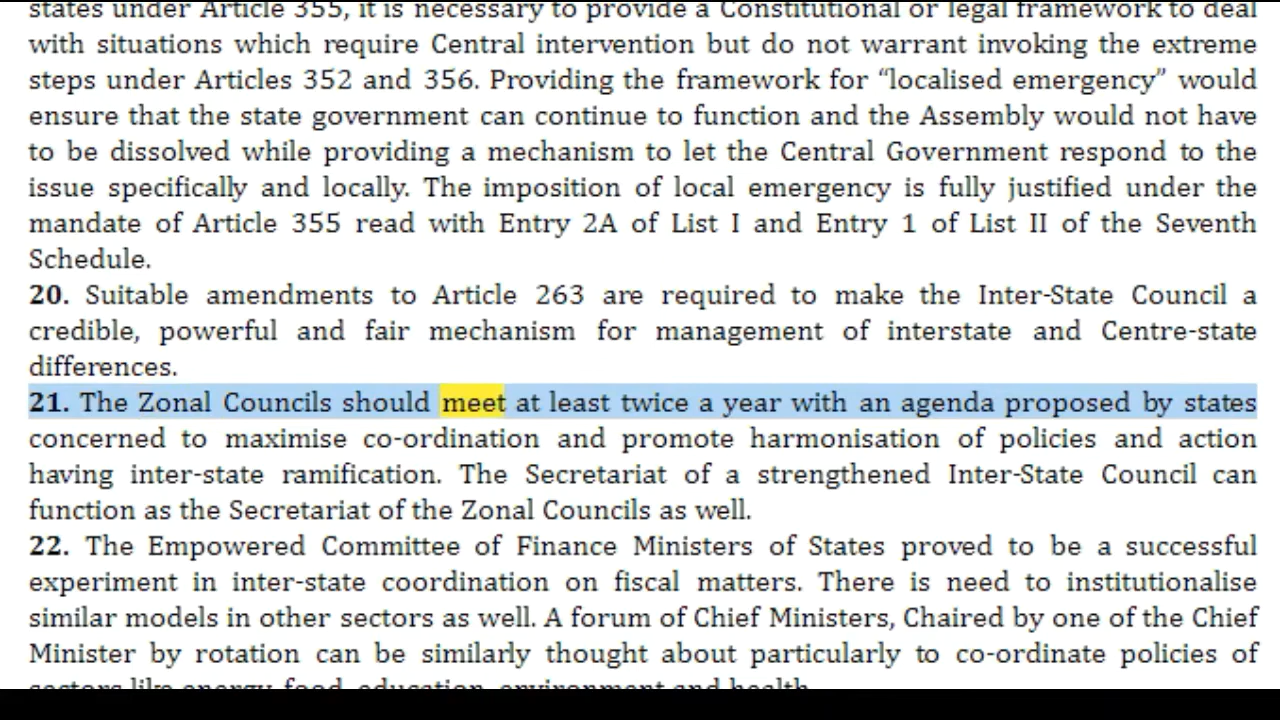 states under Article 355, it is necessary to provide a Constitutional or legal framework to deal
with situations which require Central intervention but do not warrant invoking the extreme
steps under Articles 352 and 356. Providing the framework for “localised emergency” would
ensure that the state government can continue to function and the Assembly would not have
to be dissolved while providing a mechanism to let the Central Government respond to the
issue specifically and locally. The imposition of local emergency is fully justified under the
mandate of Article 355 read with Entry 2A of List I and Entry 1 of List II of the Seventh
Schedule.
20. Suitable amendments to Article 263 are required to make the Inter-State Council a
credible, powerful and fair mechanism for management of interstate and Centre-state
differences.
21. The Zonal Councils should meet at least twice a year with an agenda proposed by states
concerned to maximise co-ordination and promote harmonisation of policies and action
having inter-state ramification. The Secretariat of a strengthened Inter-State Council can
function as the Secretariat of the Zonal Councils as well.
22. The Empowered Committee of Finance Ministers of States proved to be a successful
experiment in inter-state coordination on fiscal matters. There is need to institutionalise
similar models in other sectors as well. A forum of Chief Ministers, Chaired by one of the Chief
Minister by rotation can be similarly thought about particularly to co-ordinate policies of
sectors like energy, food, education, environment and health.